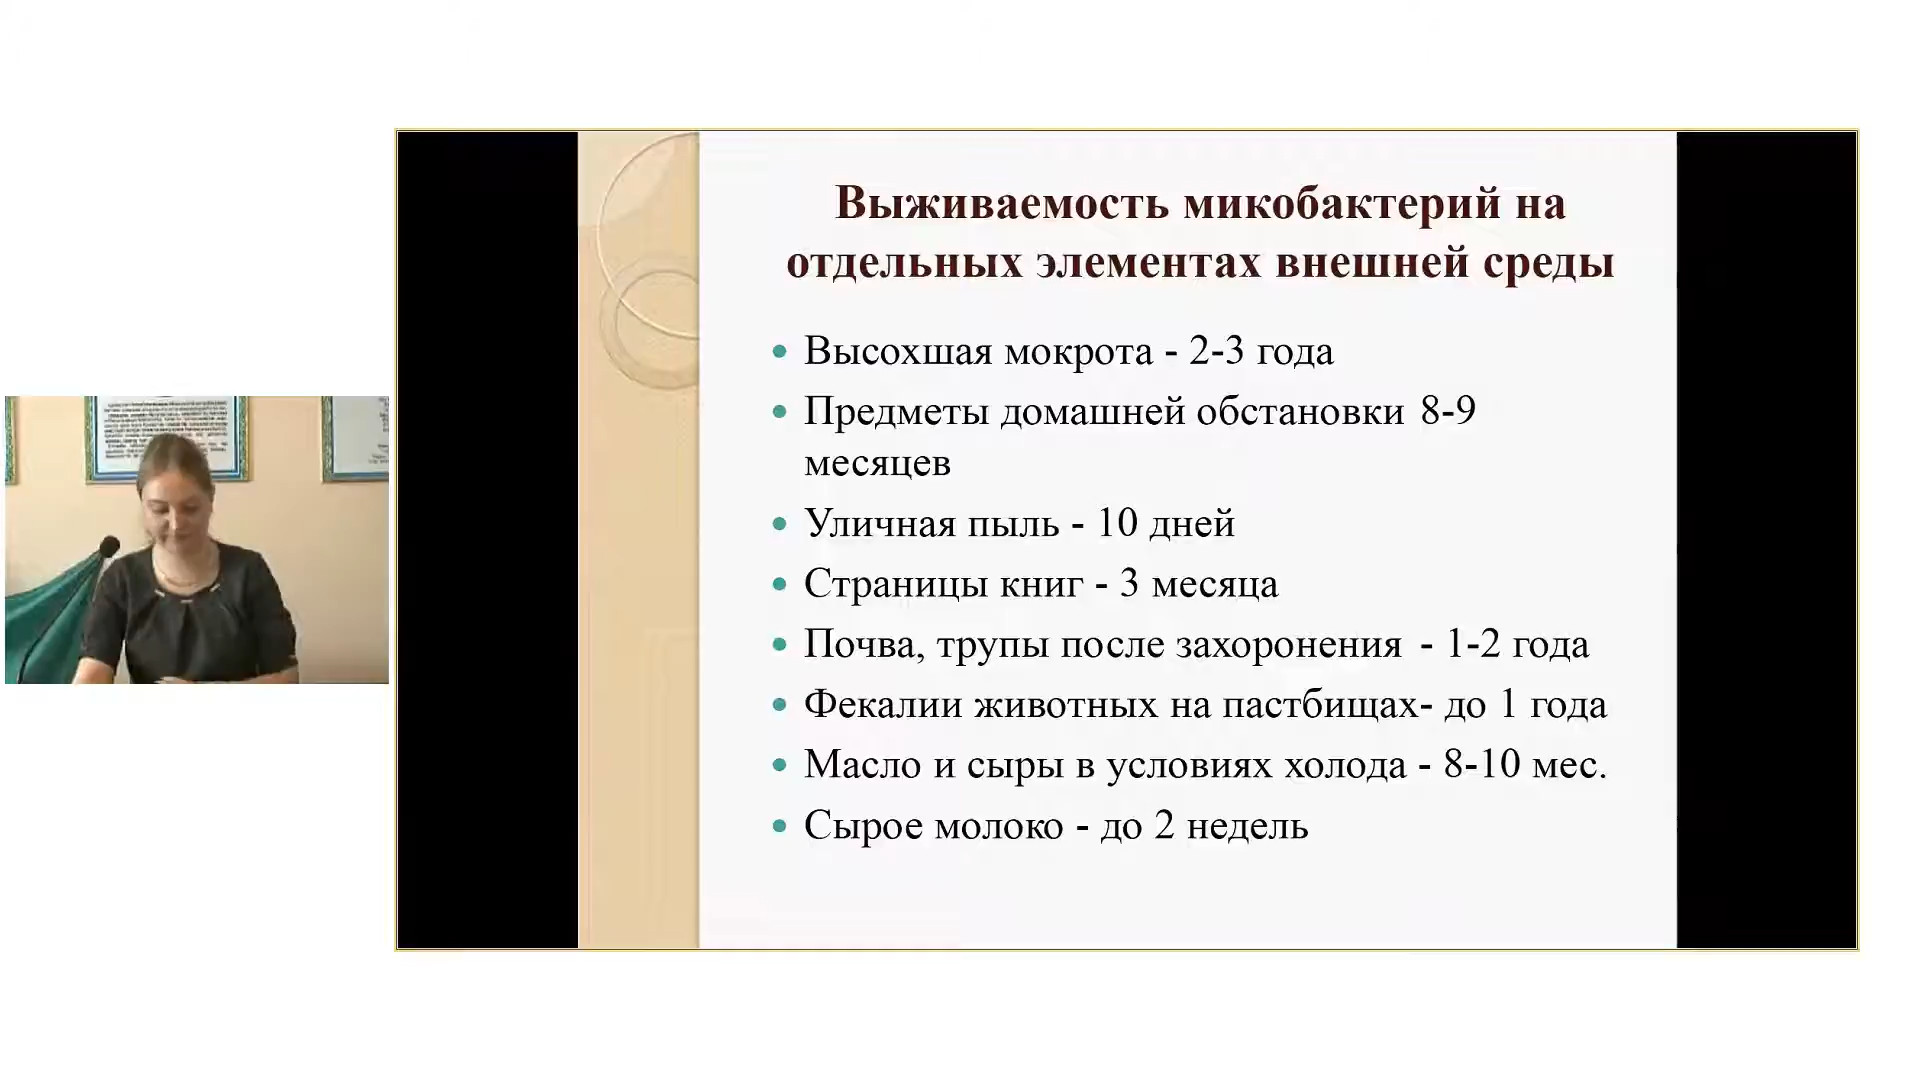 Выживаемость микобактерий на
отдельных элементах внешней среды
Высохшая мокрота - 2-3 года
Предметы домашней обстановки 8-9
месяцев
Уличная пыль - 10 дней
Страницы книг - 3 месяца
Почва, трупы после захоронения - 1-2 года
Фекалии животных на пастбищах- до 1 года
Масло и сыры в условиях холода - 8-10 мес.
Сырое молоко - до 2 недель